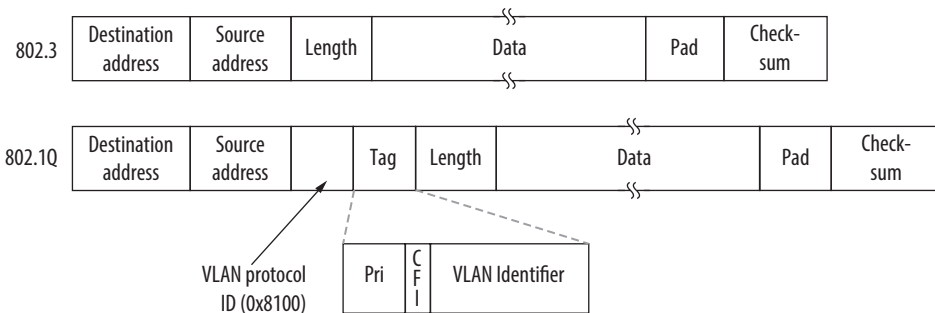 802.3
Destination
address
Source
address
Length
Data
Pad
Check-
sum
802.1Q
Destination
address
Source
address
Tag
Length
Data
Pad
Check-
sum
VLAN protocol
ID (0x8100)
Pri
C
F
I
VLAN Identifier